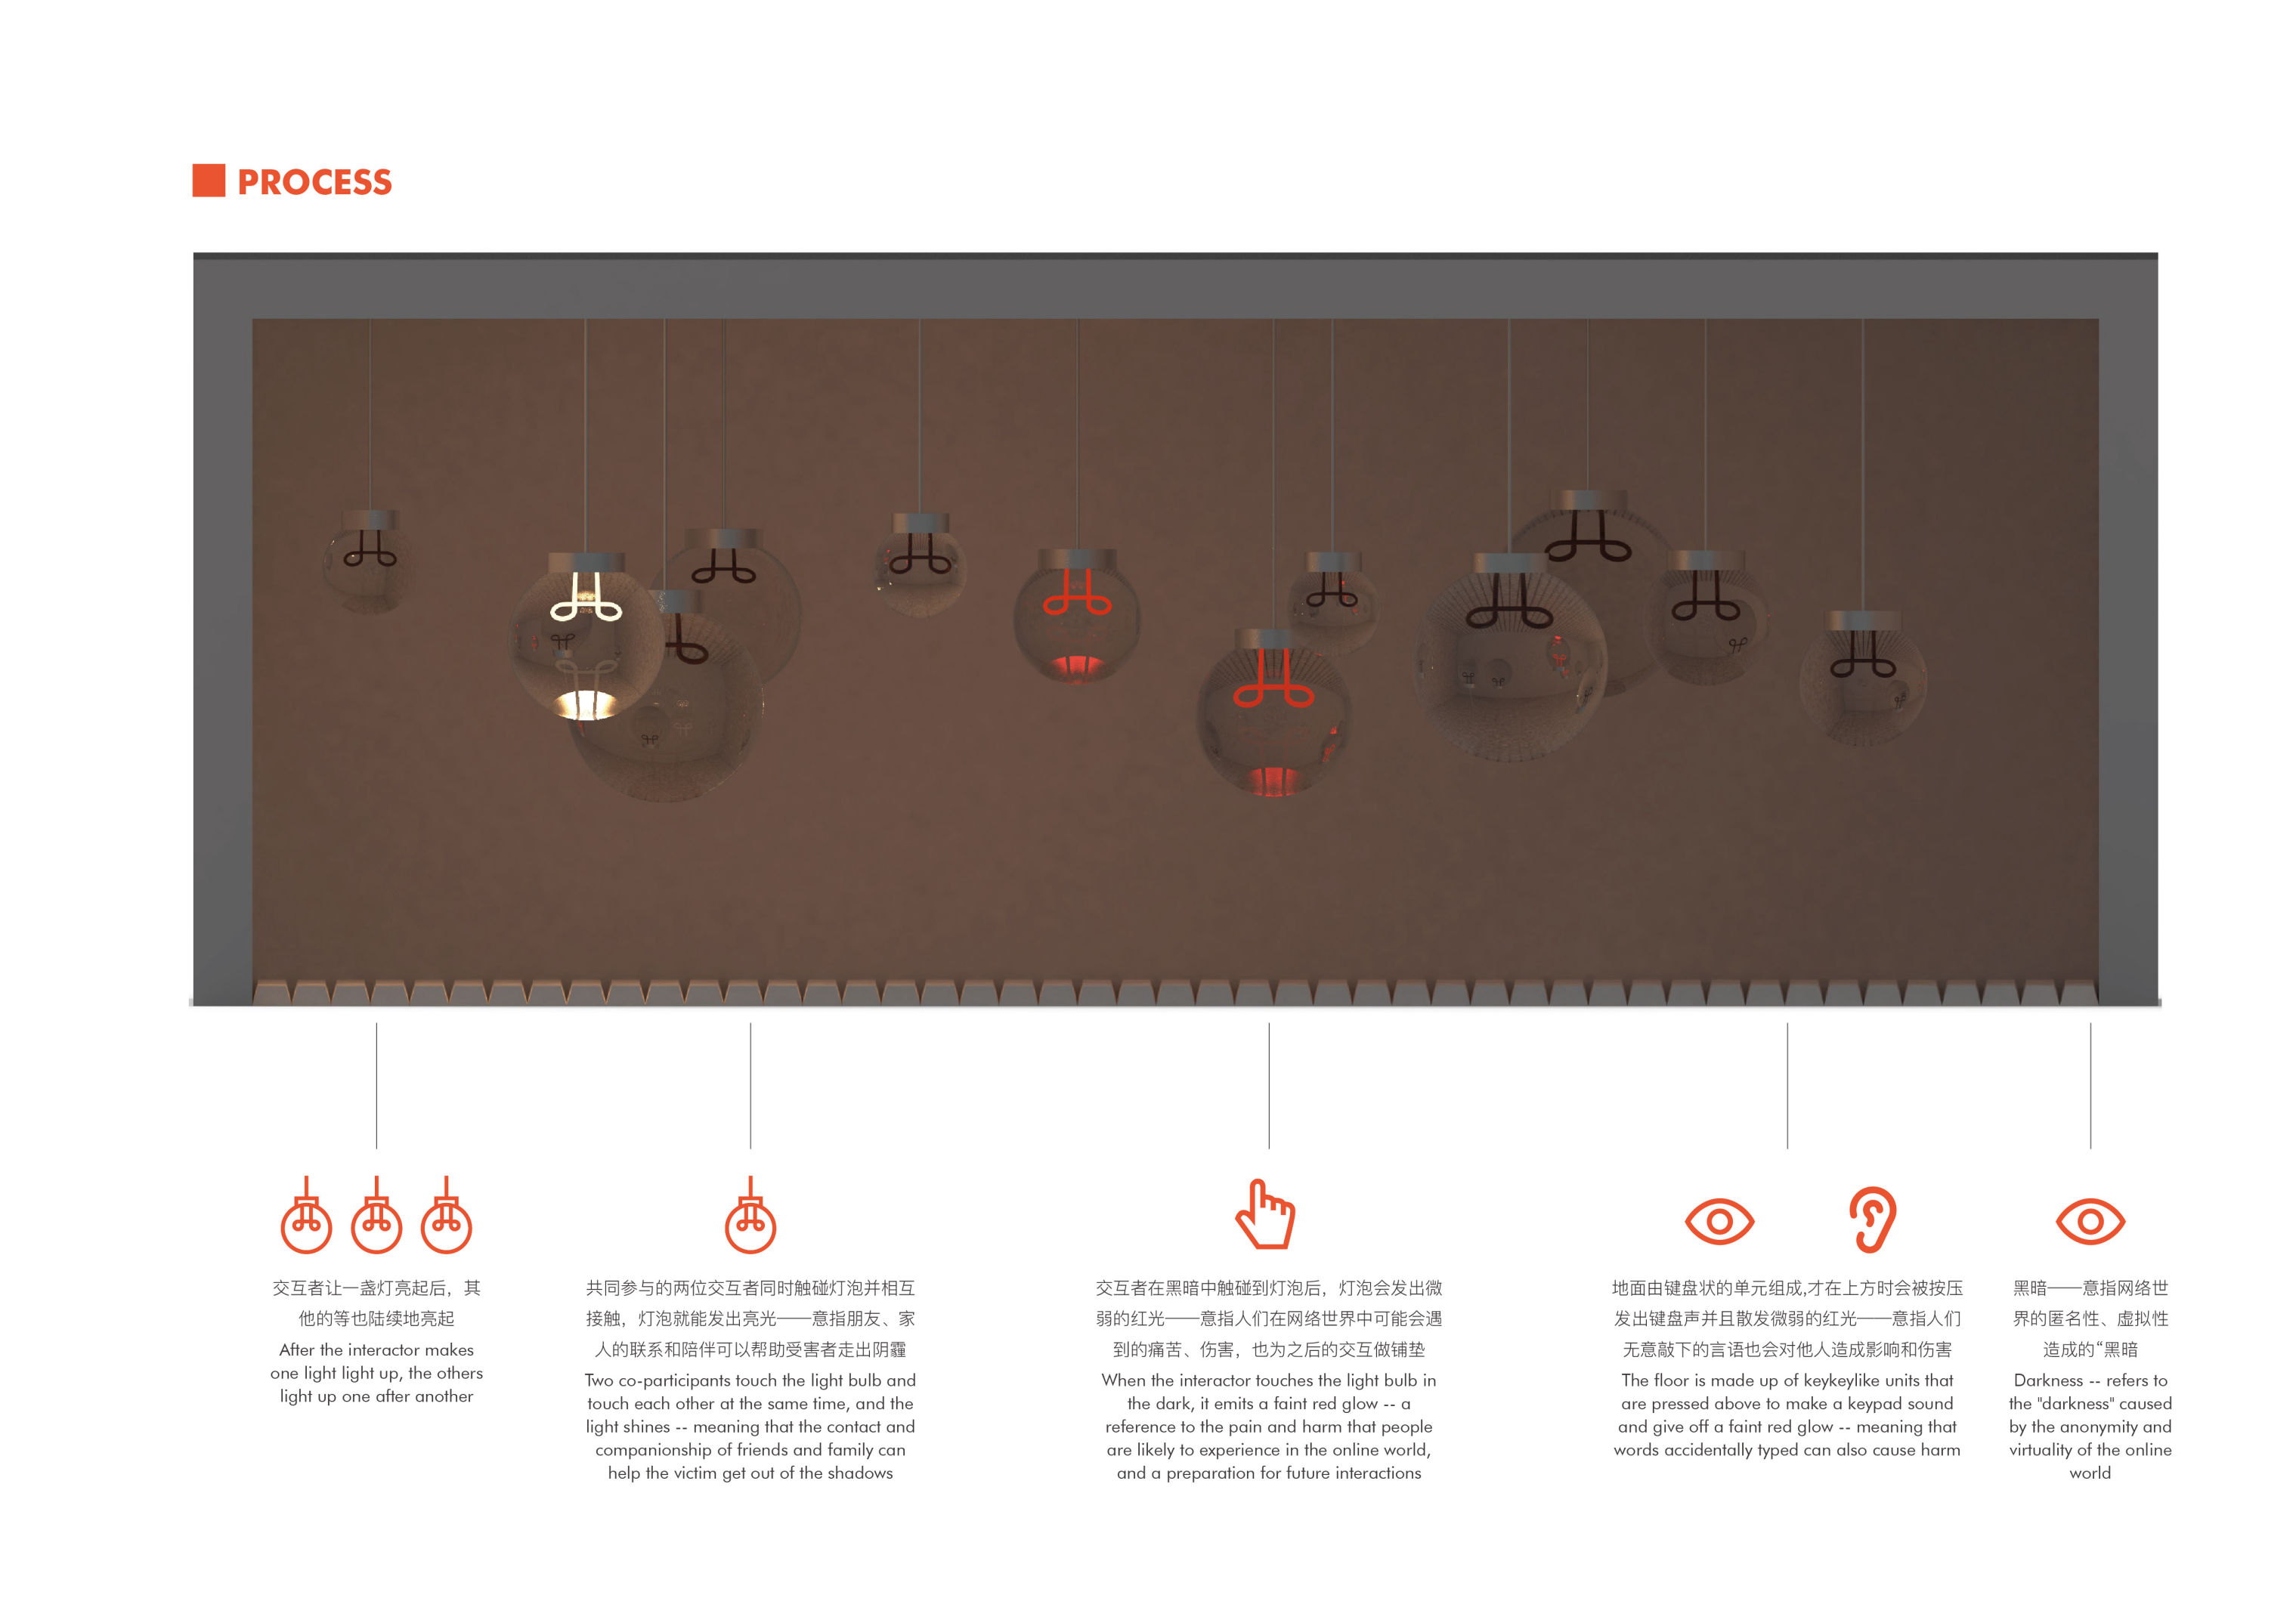 PROCESS
交互者让一盏灯亮起后，其
他的等也陆续地亮起
After the interactor makes
one light light up, the others
light up one after another
共同参与的两位交互者同时触碰灯泡并相互
接触，灯泡就能发出亮光——意指朋友、家
人的联系和陪伴可以帮助受害者走出阴霾
Two co-participants touch the light bulb and
touch each other at the same time, and the
light shines -- meaning that the contact and
companionship of friends and family can
help the victim get out of the shadows
交互者在黑暗中触碰到灯泡后，灯泡会发出微
弱的红光——意指人们在网络世界中可能会遇
到的痛苦、伤害，也为之后的交互做铺垫
When the interactor touches the light bulb in
the dark, it emits a faint red glow -- a
reference to the pain and harm that people
are likely to experience in the online world,
and a preparation for future interactions
地面由键盘状的单元组成,才在上方时会被按压
发出键盘声并且散发微弱的红光——意指人们
无意敲下的言语也会对他人造成影响和伤害
The floor is made up of keykeylike units that
are pressed above to make a keypad sound
and give off a faint red glow -- meaning that
words accidentally typed can also cause harm
黑暗——意指网络世
界的匿名性、虚拟性
造成的“黑暗
Darkness -- refers to
the "darkness" caused
by the anonymity and
virtuality of the online
world